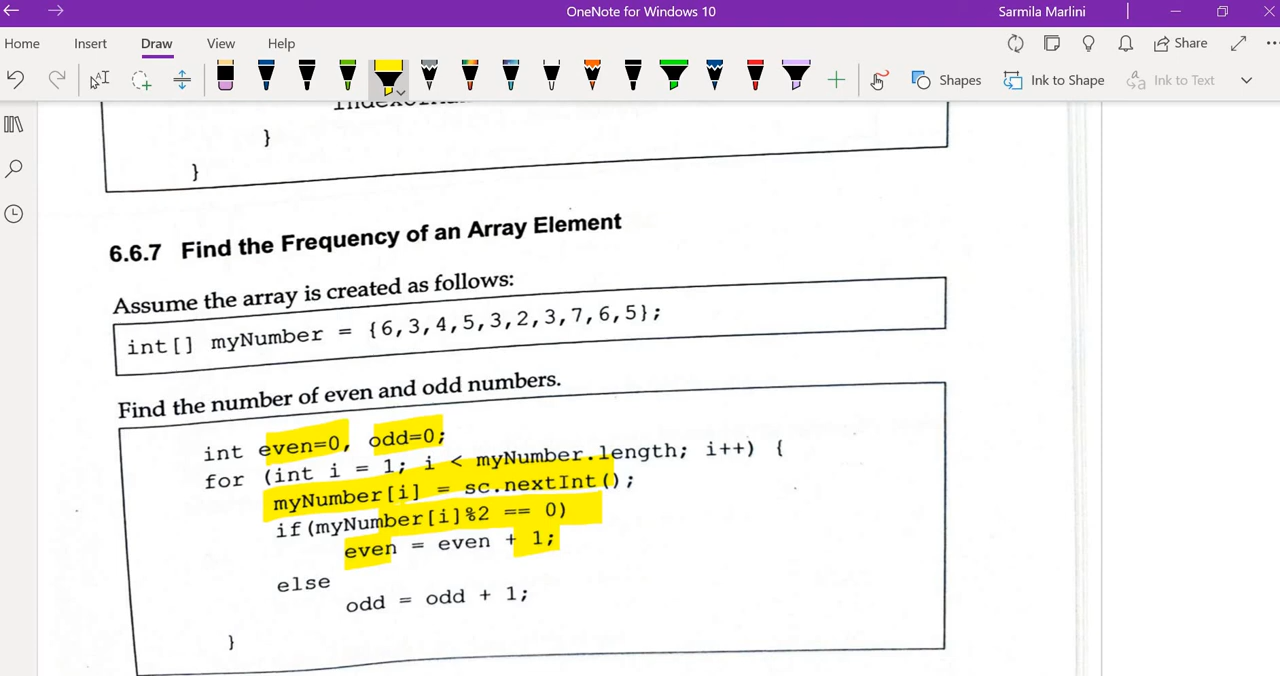 OneNote for Windows 10
Sarmila Marlini
Home Insert Draw View Help
Share
Shapes
Ink to Shape
Ink to Text
}
}
6.6.7 Find the Frequency of an Array Element
Assume the array is created as follows:
int[] myNumber = {6,3,4,5,3,2,3,7,6,5};
Find the number of even and odd numbers.
int even=0, odd=0;
for (int i = 1; i < myNumber.length; i++) {
myNumber[i] = sc.nextInt();
if(myNumber[i]%2 == 0)
even = even + 1;
else
odd = odd + 1;
}